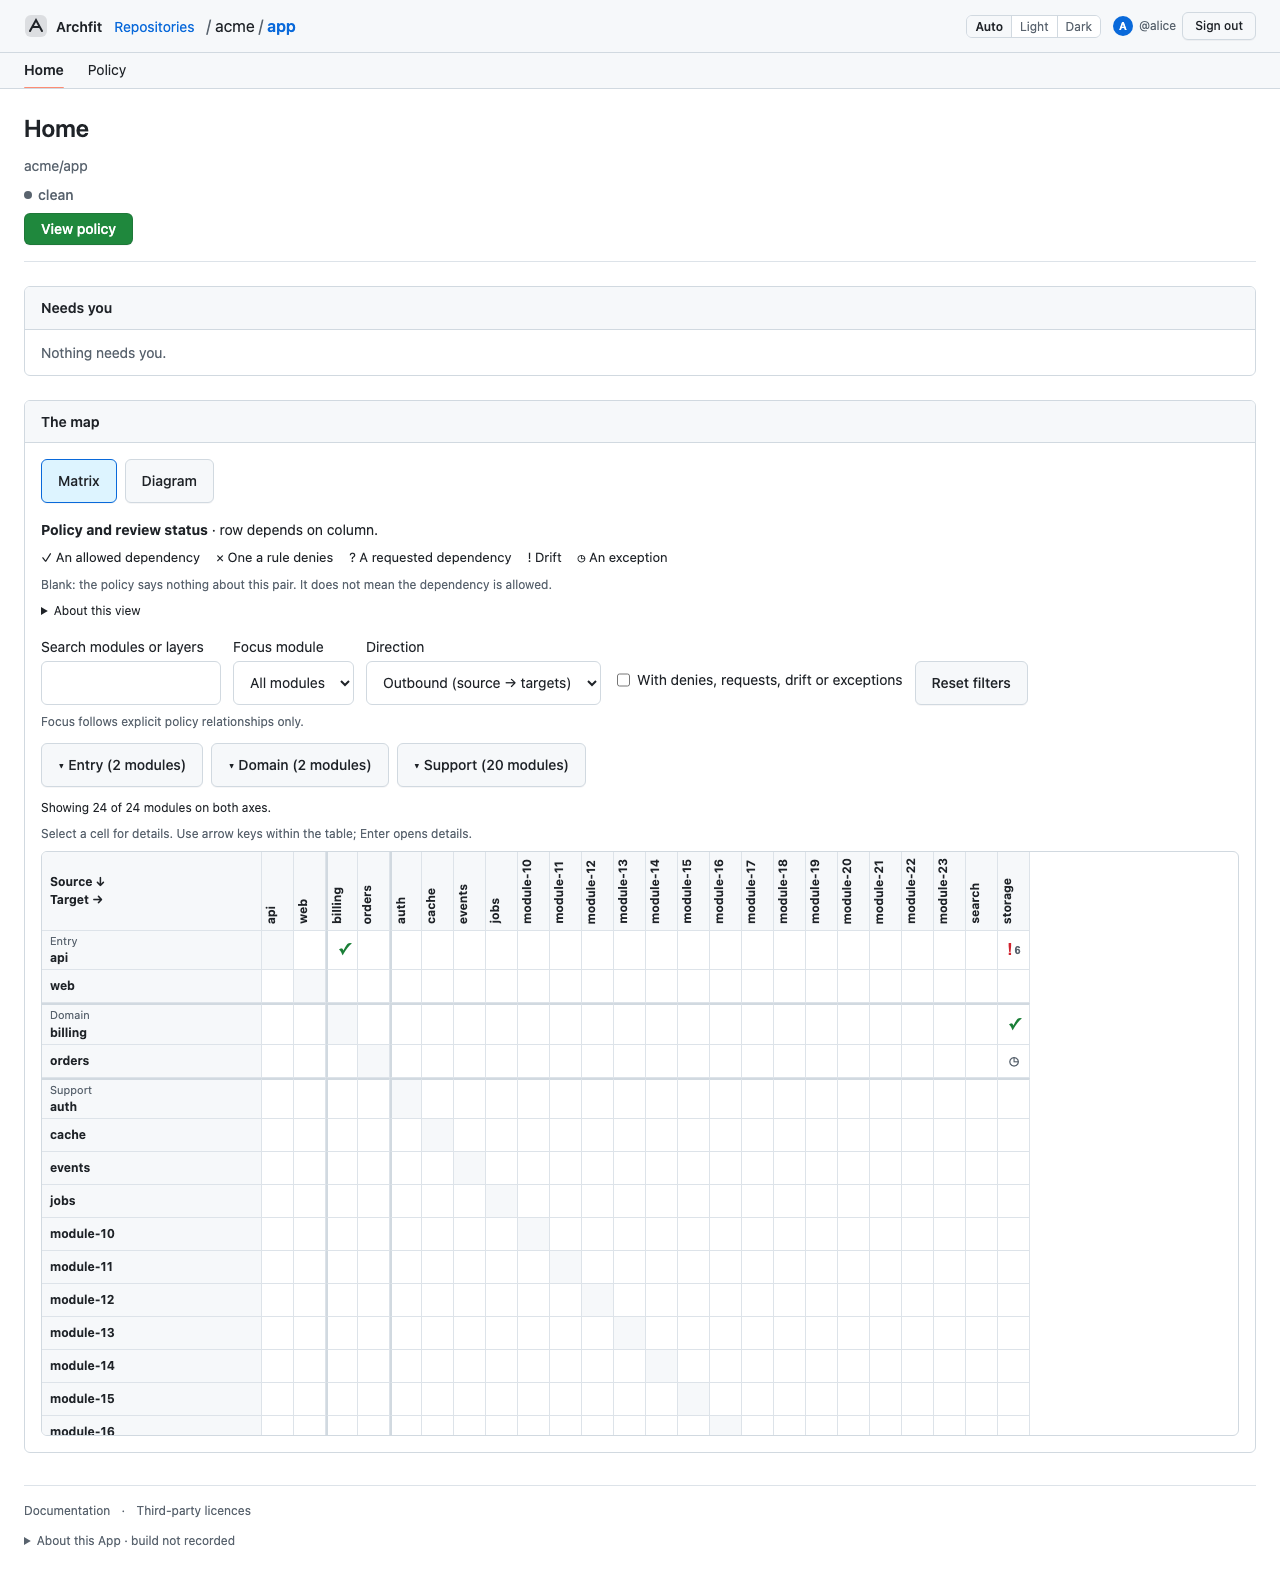 Archfit Repositories / acme / app Auto Light Dark A @alice Sign out
Home Policy
Home
acme/app
clean
View policy
Needs you
Nothing needs you.
The map
Matrix Diagram
Policy and review status · row depends on column.
✓ An allowed dependency × One a rule denies ? A requested dependency ! Drift ◷ An exception
Blank: the policy says nothing about this pair. It does not mean the dependency is allowed.
▶ About this view
Search modules or layers Focus module Direction
All modules Outbound (source → targets) With denies, requests, drift or exceptions Reset filters
Focus follows explicit policy relationships only.
▾ Entry (2 modules) ▾ Domain (2 modules) ▾ Support (20 modules)
Showing 24 of 24 modules on both axes.
Select a cell for details. Use arrow keys within the table; Enter opens details.
Source ↓
Target →
api web billing orders auth cache events jobs module-10 module-11 module-12 module-13 module-14 module-15 module-16 module-17 module-18 module-19 module-20 module-21 module-22 module-23 search storage
Entry
api ✓ ! 6
web
Domain
billing ✓
orders ◷
Support
auth
cache
events
jobs
module-10
module-11
module-12
module-13
module-14
module-15
module-16
Documentation · Third-party licences
▶ About this App · build not recorded